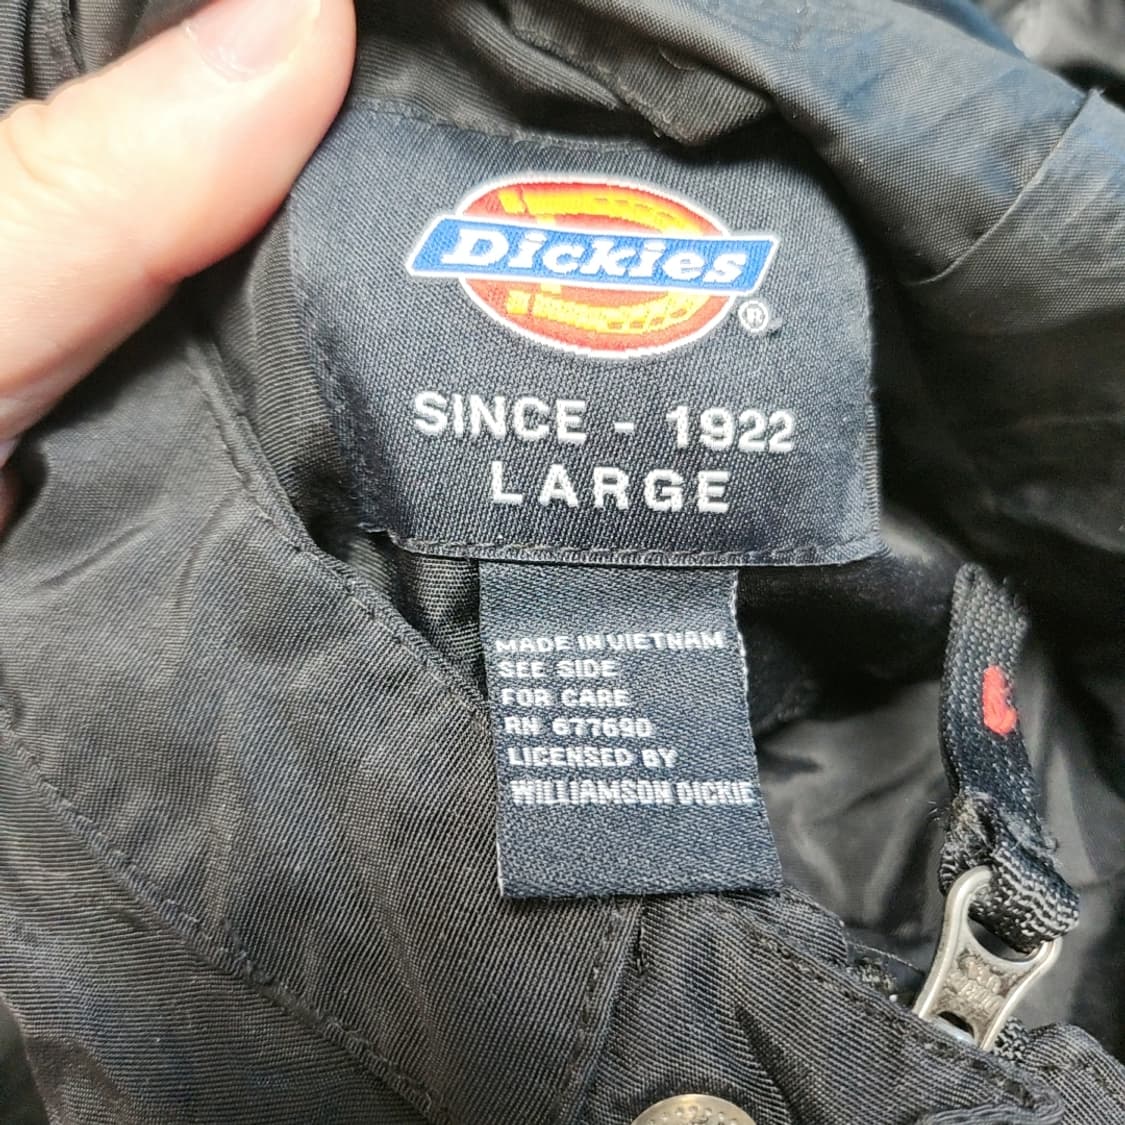 Dickies ®
SINCE - 1922
LARGE
MADE IN VIETNAM
SEE SIDE
FOR CARE
RN 677690
LICENSED BY
WILLIAMSON DICKIE